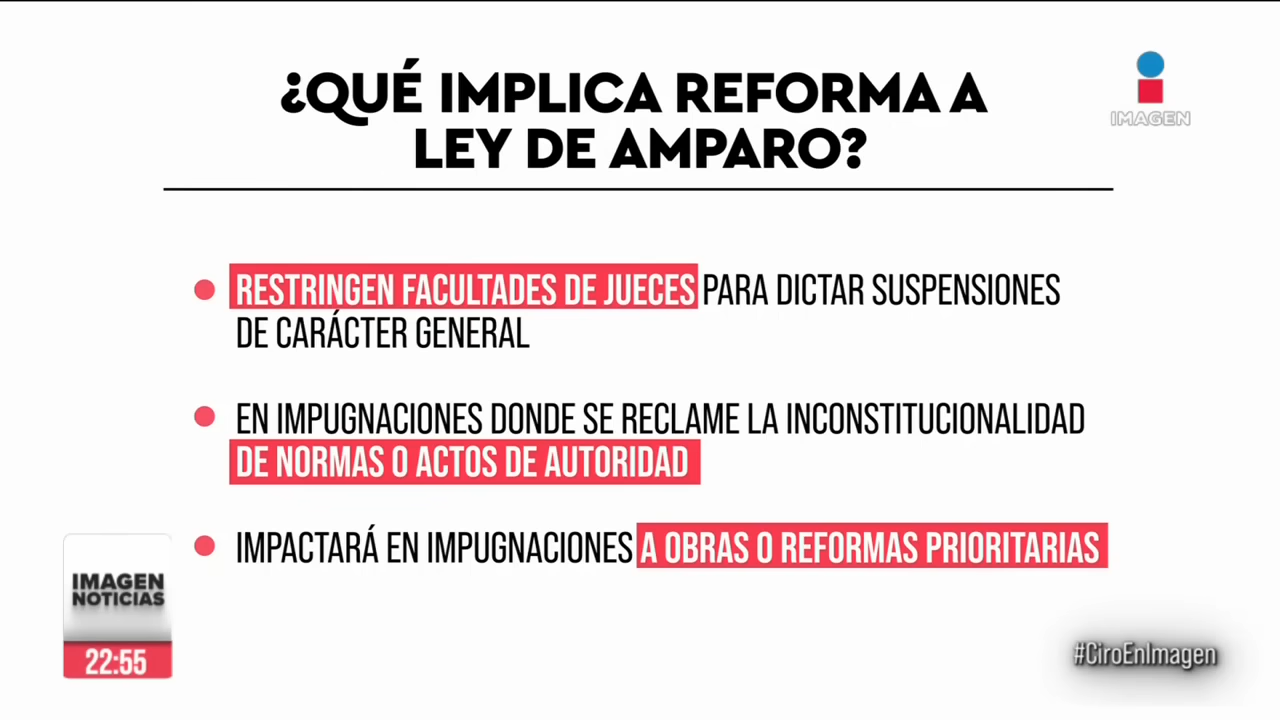 ¿QUÉ IMPLICA REFORMA A
LEY DE AMPARO?
IMAGEN
RESTRINGEN FACULTADES DE JUECES PARA DICTAR SUSPENSIONES
DE CARÁCTER GENERAL
EN IMPUGNACIONES DONDE SE RECLAME LA INCONSTITUCIONALIDAD
DE NORMAS O ACTOS DE AUTORIDAD
IMPACTARÁ EN IMPUGNACIONES A OBRAS O REFORMAS PRIORITARIAS
IMAGEN
NOTICIAS
22:55
#CiroEnImagen